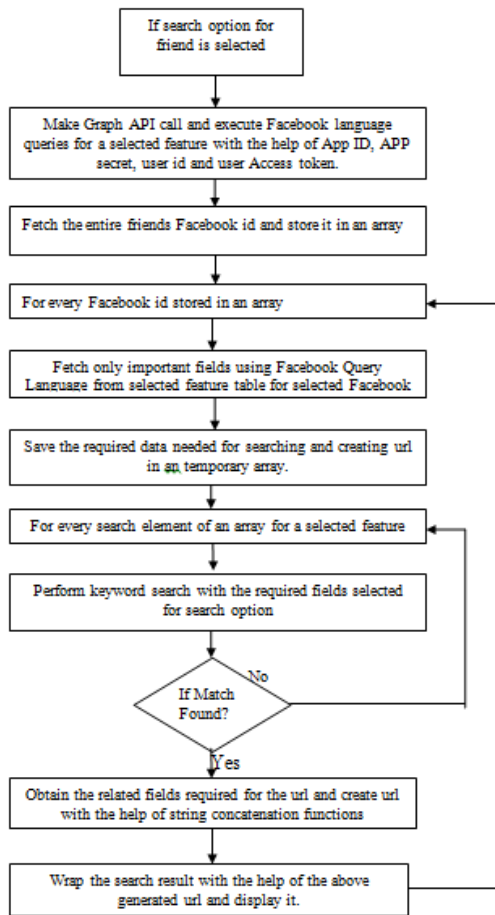 If search option for
friend is selected
Make Graph API call and execute Facebook language
queries for a selected feature with the help of App ID, APP
secret, user id and user Access token.
Fetch the entire friends Facebook id and store it in an array
For every Facebook id stored in an array
Fetch only important fields using Facebook Query
Language from selected feature table for selected Facebook
Save the required data needed for searching and creating url
in an temporary array.
For every search element of an array for a selected feature
Perform keyword search with the required fields selected
for search option
No
If Match
Found?
Yes
Obtain the related fields required for the url and create url
with the help of string concatenation functions
Wrap the search result with the help of the above
generated url and display it.